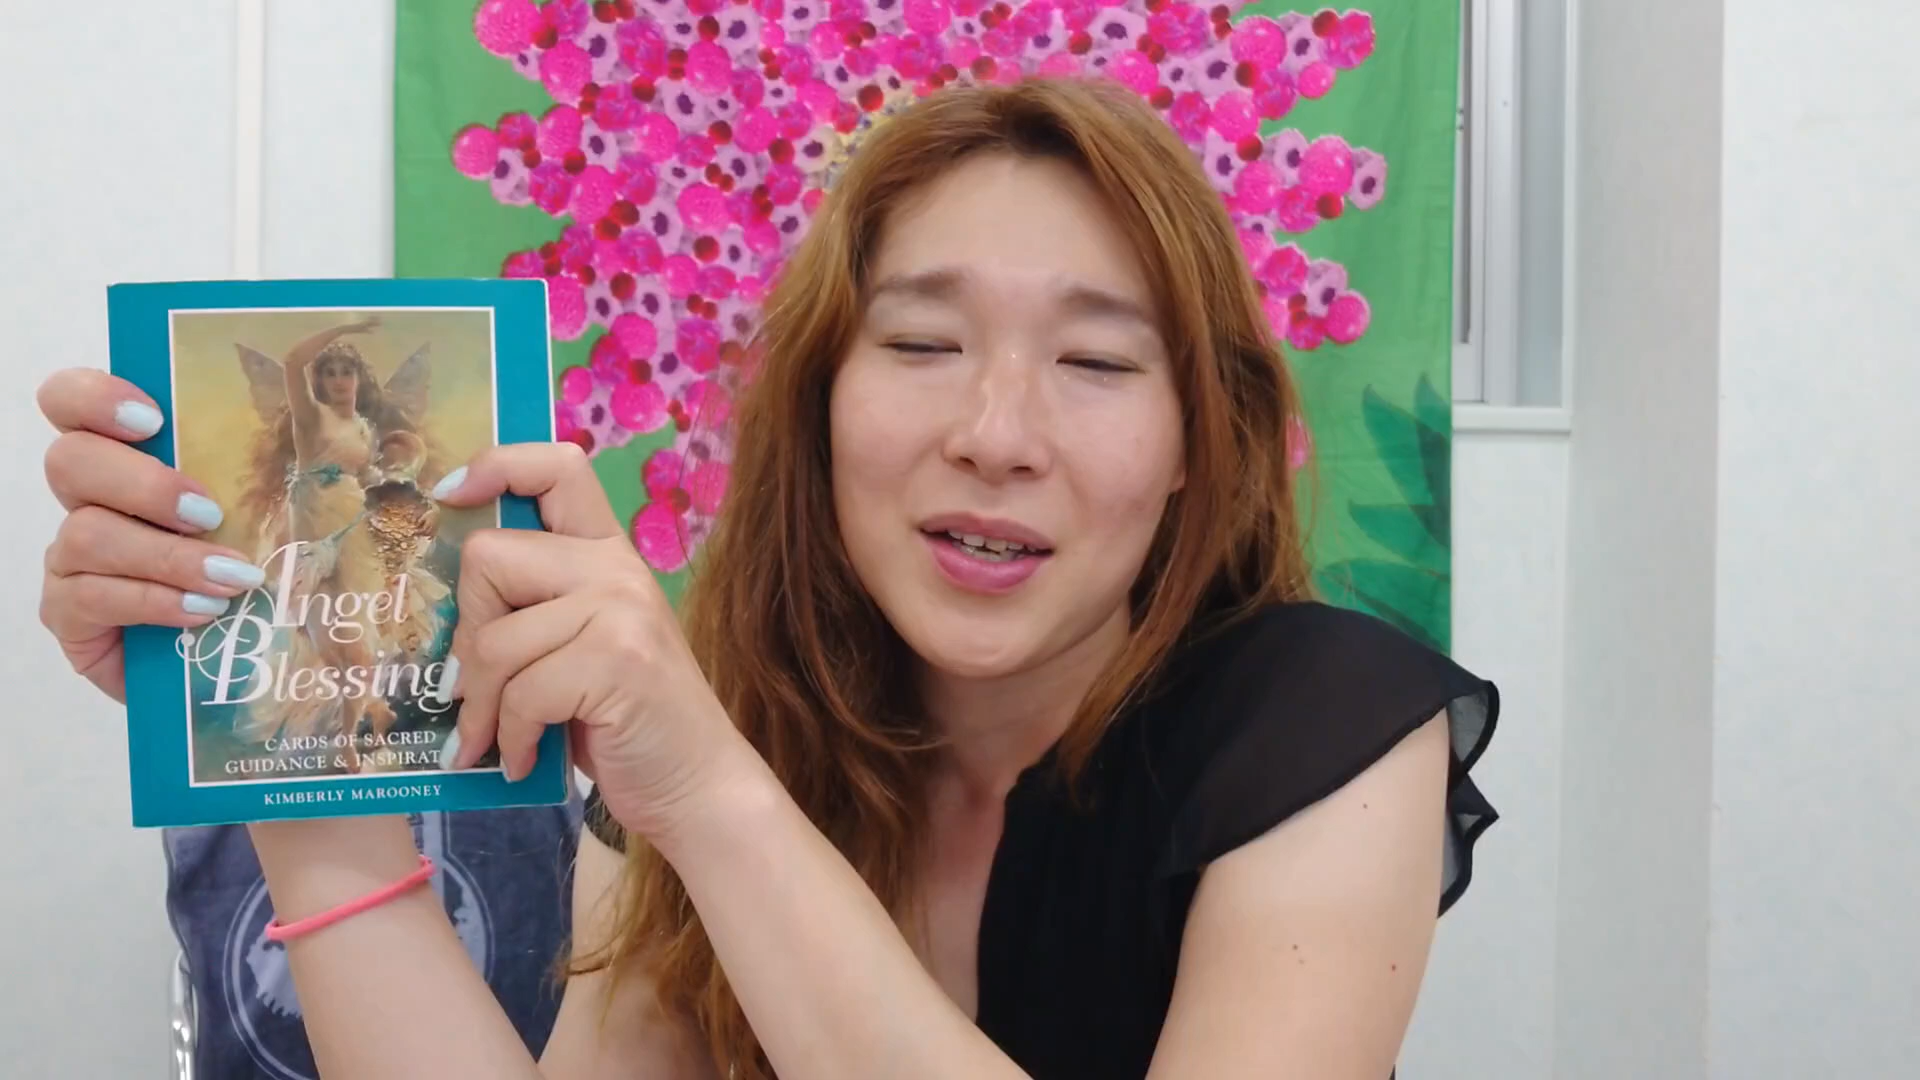 Angel
Blessing
CARDS OF SACRED
GUIDANCE & INSPIRAT
KIMBERLY MAROONEY